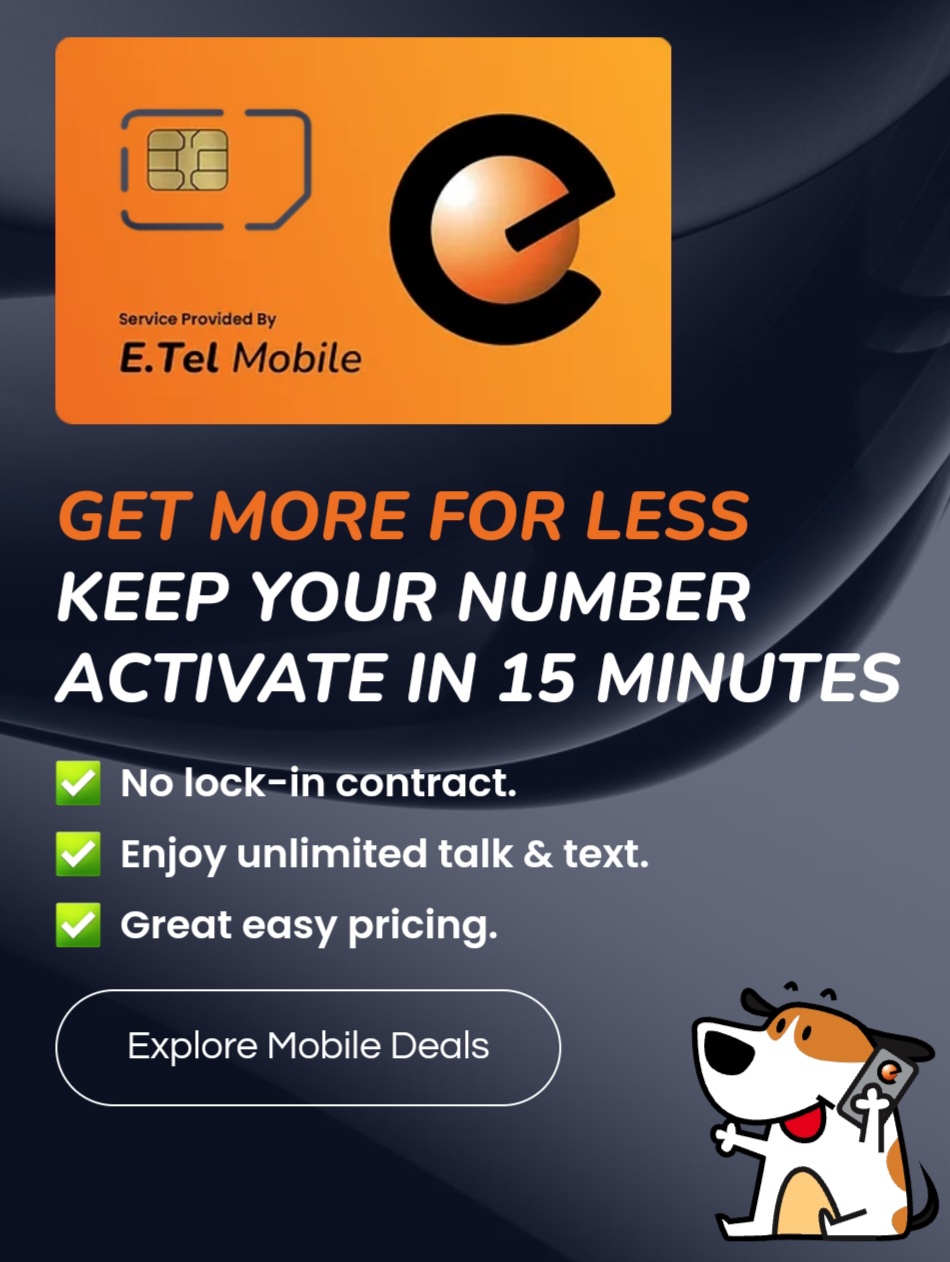 Service Provided By
E.Tel Mobile
GET MORE FOR LESS
KEEP YOUR NUMBER
ACTIVATE IN 15 MINUTES
No lock-in contract.
Enjoy unlimited talk & text.
Great easy pricing.
Explore Mobile Deals